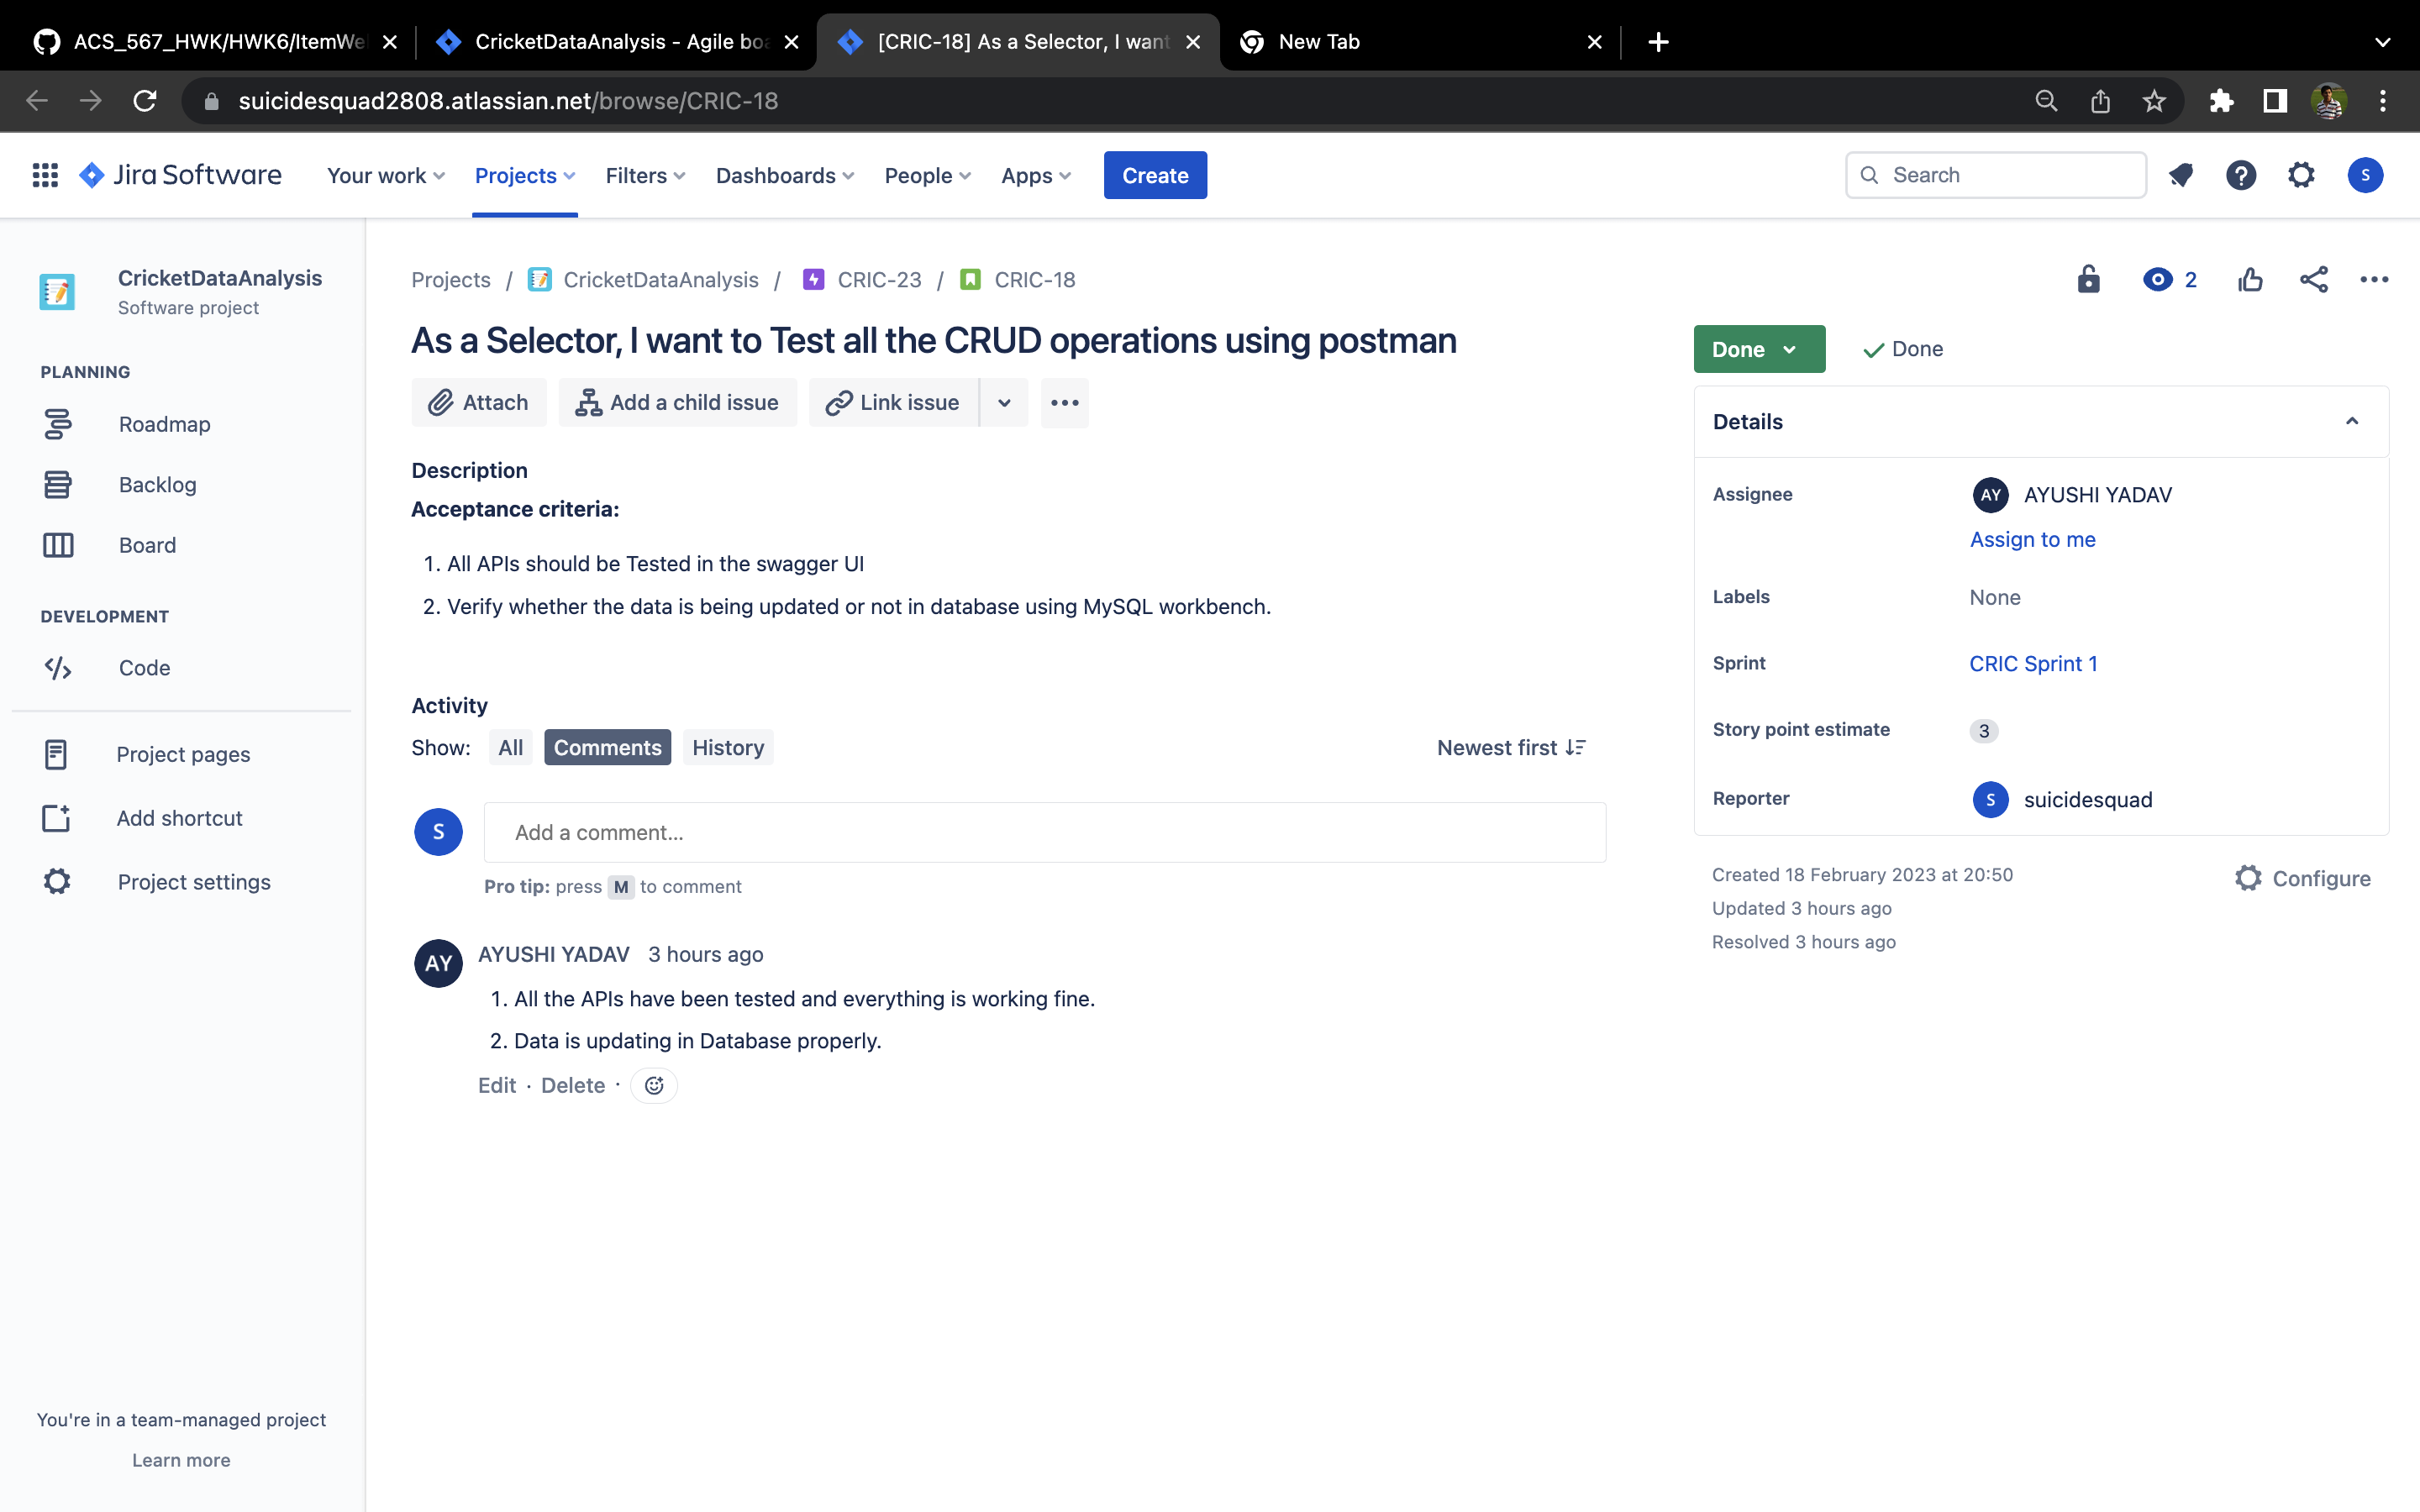 ACS_567_HWK/HWK6/ItemWe
CricketDataAnalysis - Agile boa
[CRIC-18] As a Selector, I want
New Tab
suicidesquad2808.atlassian.net/browse/CRIC-18
Jira Software
Your work
Projects
Filters
Dashboards
People
Apps
Create
Search
S
CricketDataAnalysis
Software project
PLANNING
Roadmap
Backlog
Board
DEVELOPMENT
Code
Project pages
Add shortcut
Project settings
You're in a team-managed project
Learn more
Projects / CricketDataAnalysis / CRIC-23 / CRIC-18
2
As a Selector, I want to Test all the CRUD operations using postman
Attach
Add a child issue
Link issue
Description
Acceptance criteria:
1. All APIs should be Tested in the swagger UI
2. Verify whether the data is being updated or not in database using MySQL workbench.
Activity
Show: All Comments History
Newest first
S
Add a comment...
Pro tip: press M to comment
AY
AYUSHI YADAV 3 hours ago
1. All the APIs have been tested and everything is working fine.
2. Data is updating in Database properly.
Edit · Delete ·
Done
Done
Details
Assignee
AY AYUSHI YADAV
Assign to me
Labels
None
Sprint
CRIC Sprint 1
Story point estimate
3
Reporter
S suicidesquad
Created 18 February 2023 at 20:50
Updated 3 hours ago
Resolved 3 hours ago
Configure